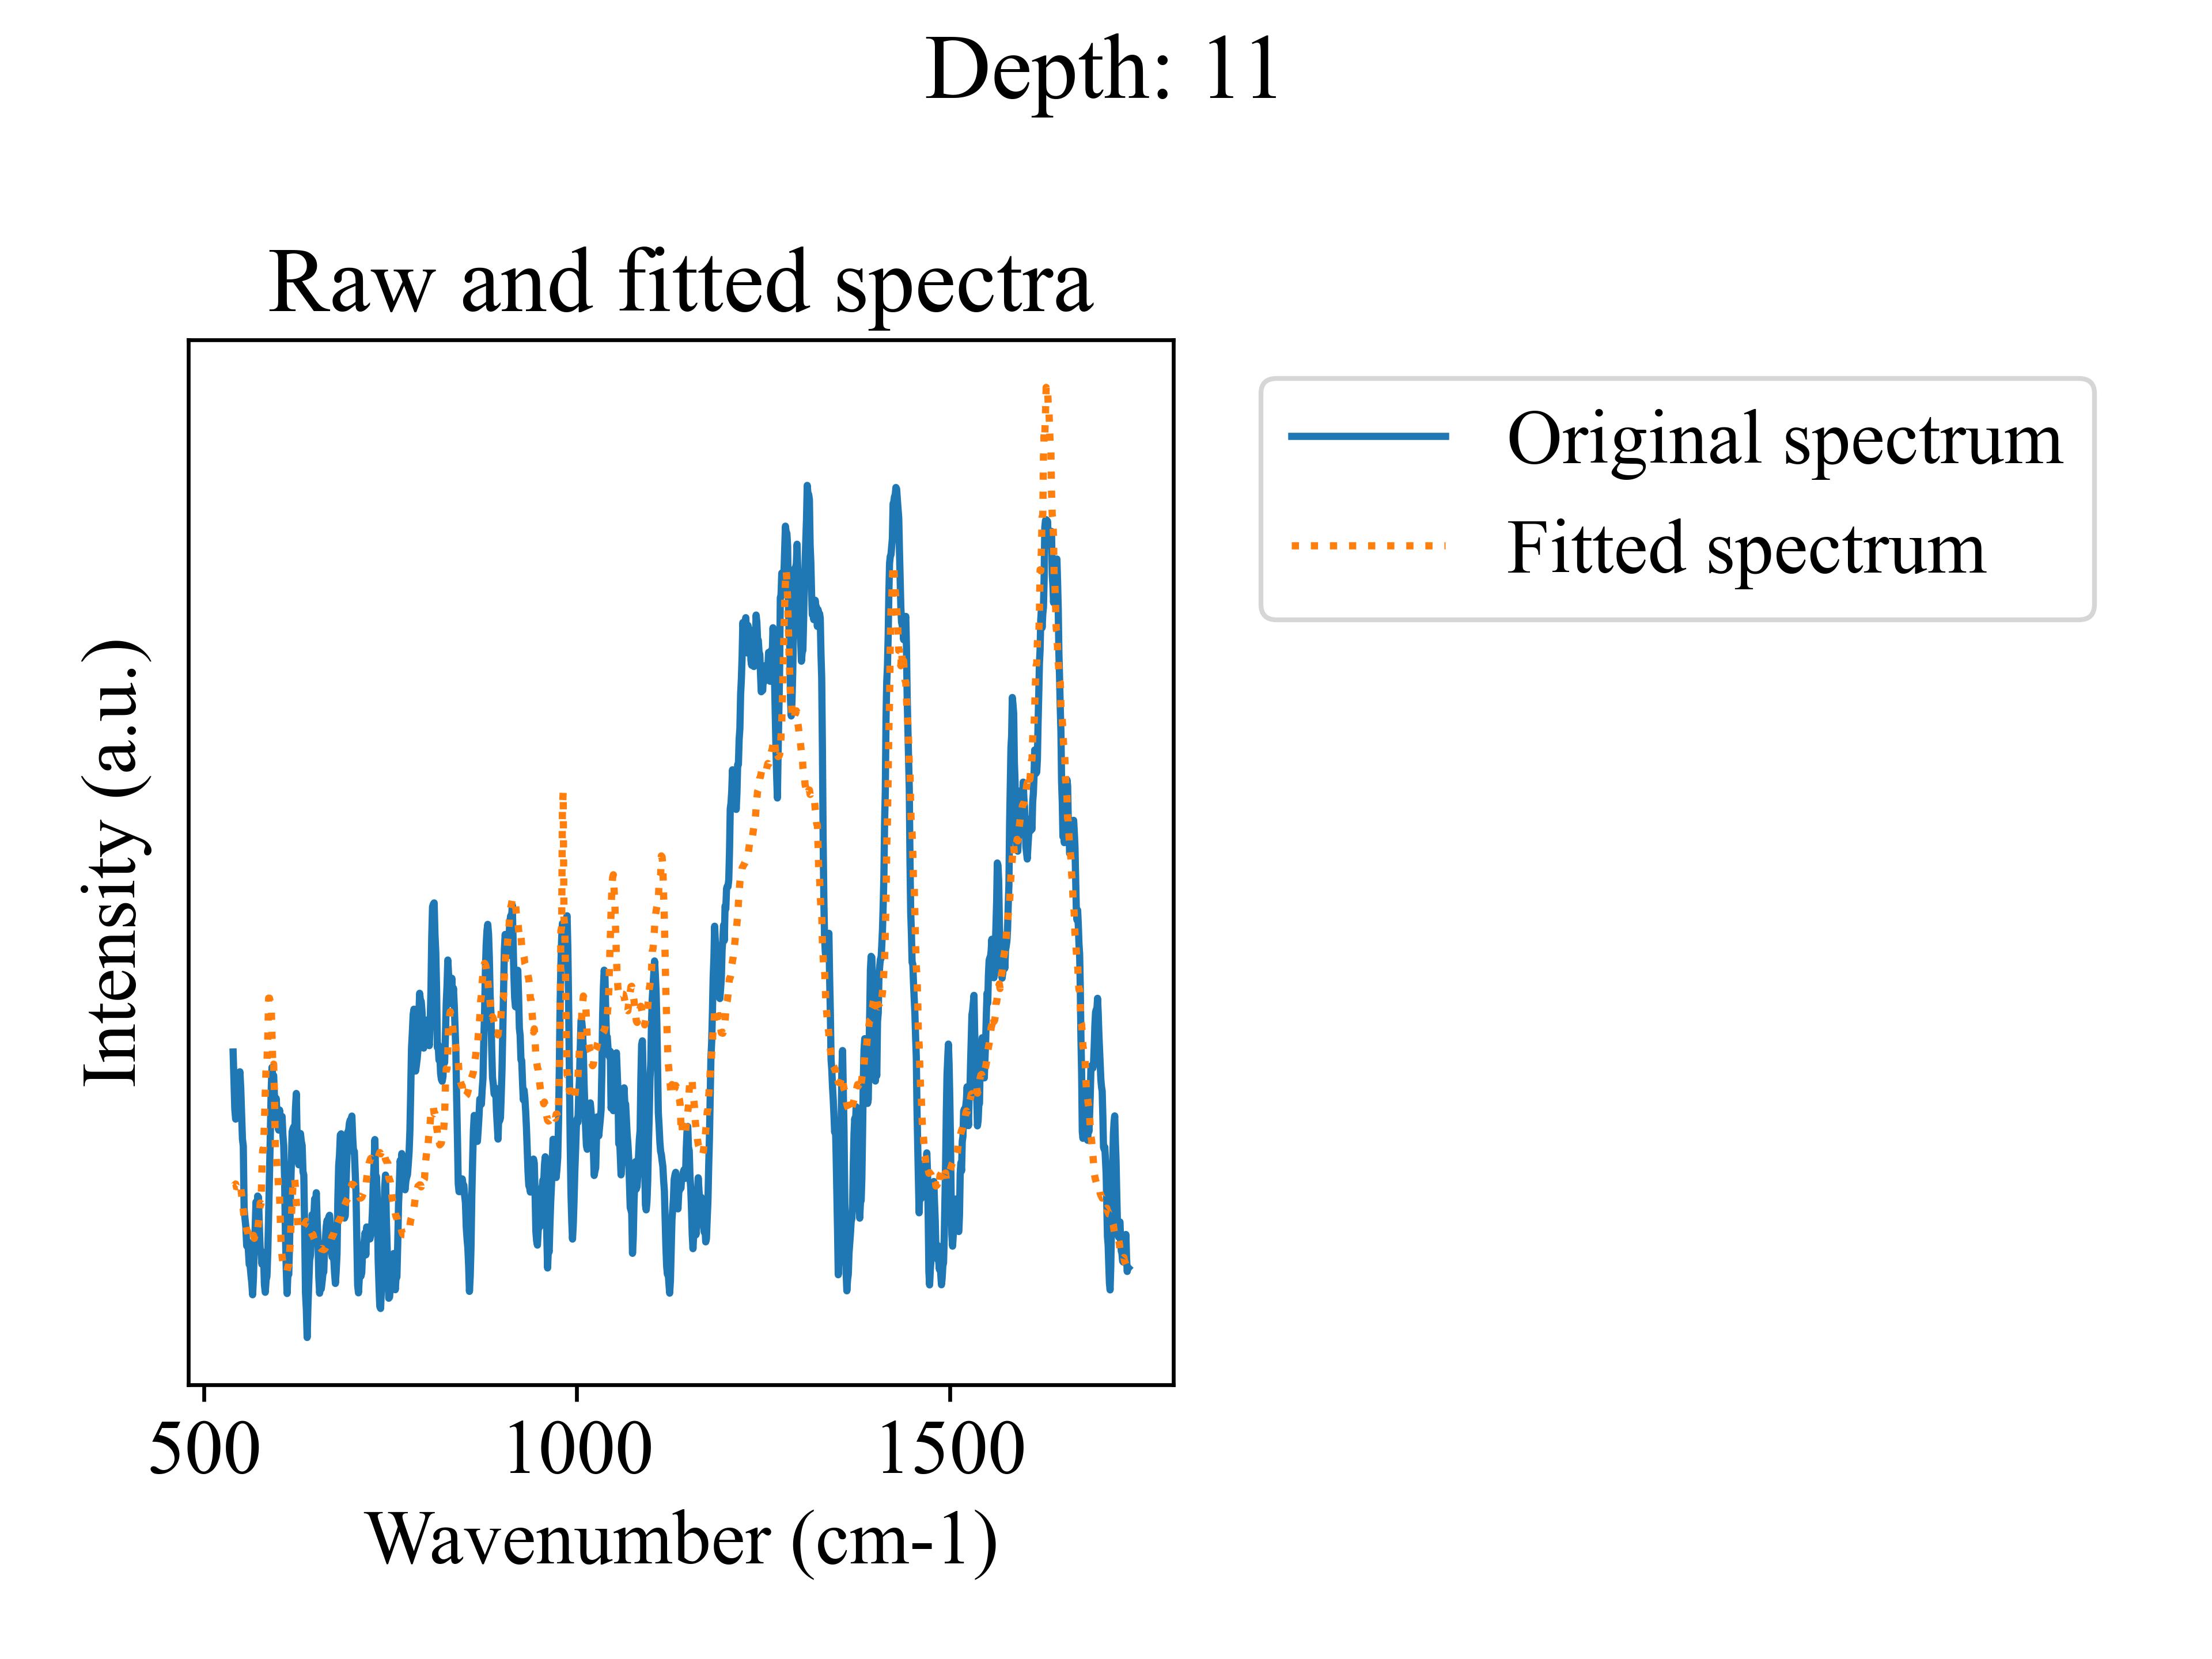 Depth: 11
Raw and fitted spectra
Original spectrum
Fitted spectrum
Intensity (a.u.)
500 1000 1500
Wavenumber (cm-1)